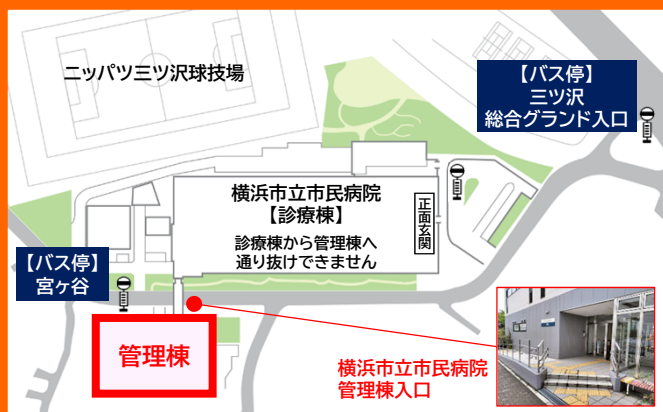 ニッパツ三ツ沢球技場
【バス停】
三ツ沢
総合グランド入口
横浜市立市民病院
【診療棟】
診療棟から管理棟へ
通り抜けできません
正面玄関
【バス停】
宮ヶ谷
管理棟
横浜市立市民病院
管理棟入口